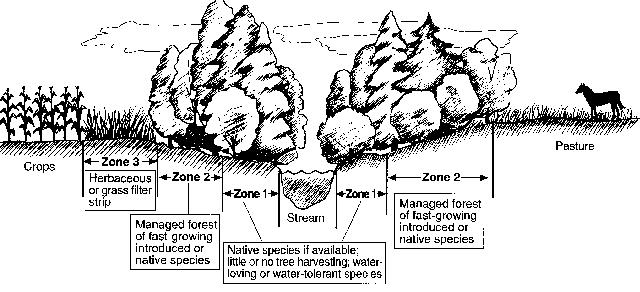 Crops
Zone 3
Herbaceous
or grass filter
strip
Zone 2
Zone 1
Stream
Zone 1
Zone 2
Pasture
Managed forest
of fast-growing
introduced or
native species
Native species if available;
little or no tree harvesting; water-
loving or water-tolerant species
Managed forest
of fast-growing
introduced or
native species